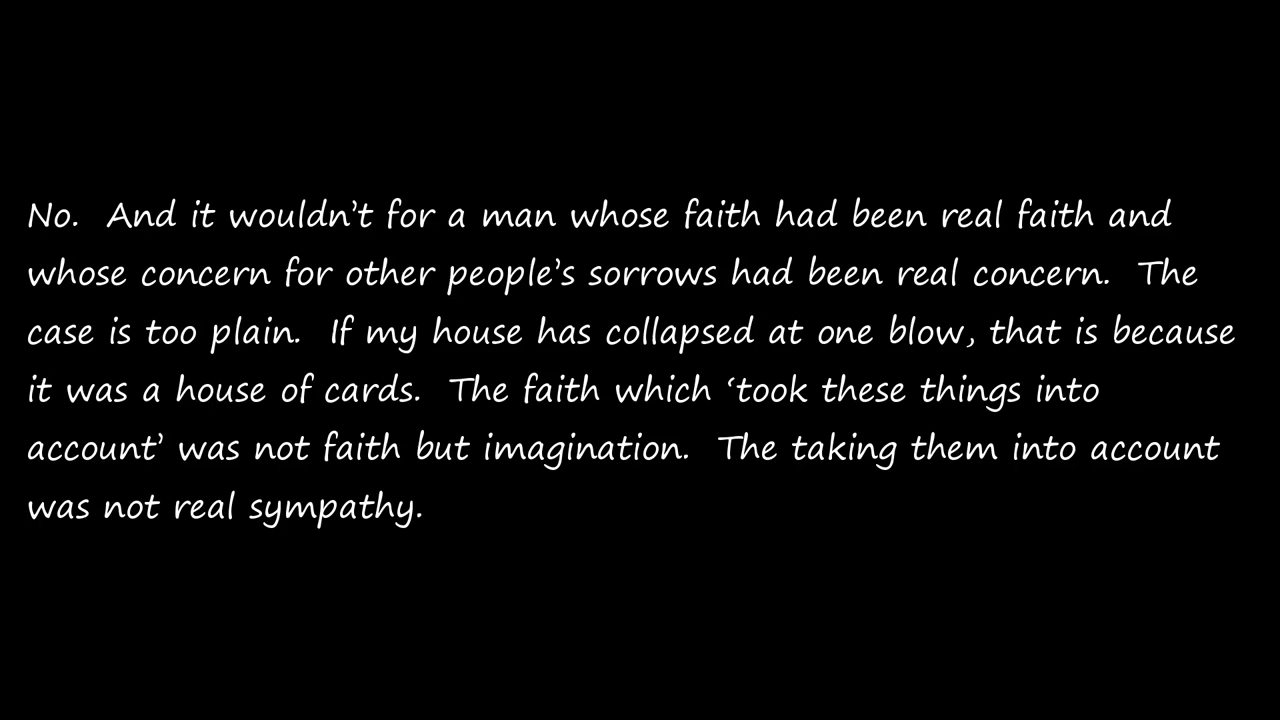 No.  And it wouldn’t for a man whose faith had been real faith and
whose concern for other people’s sorrows had been real concern.  The
case is too plain.  If my house has collapsed at one blow, that is because
it was a house of cards.  The faith which ‘took these things into
account’ was not faith but imagination.  The taking them into account
was not real sympathy.